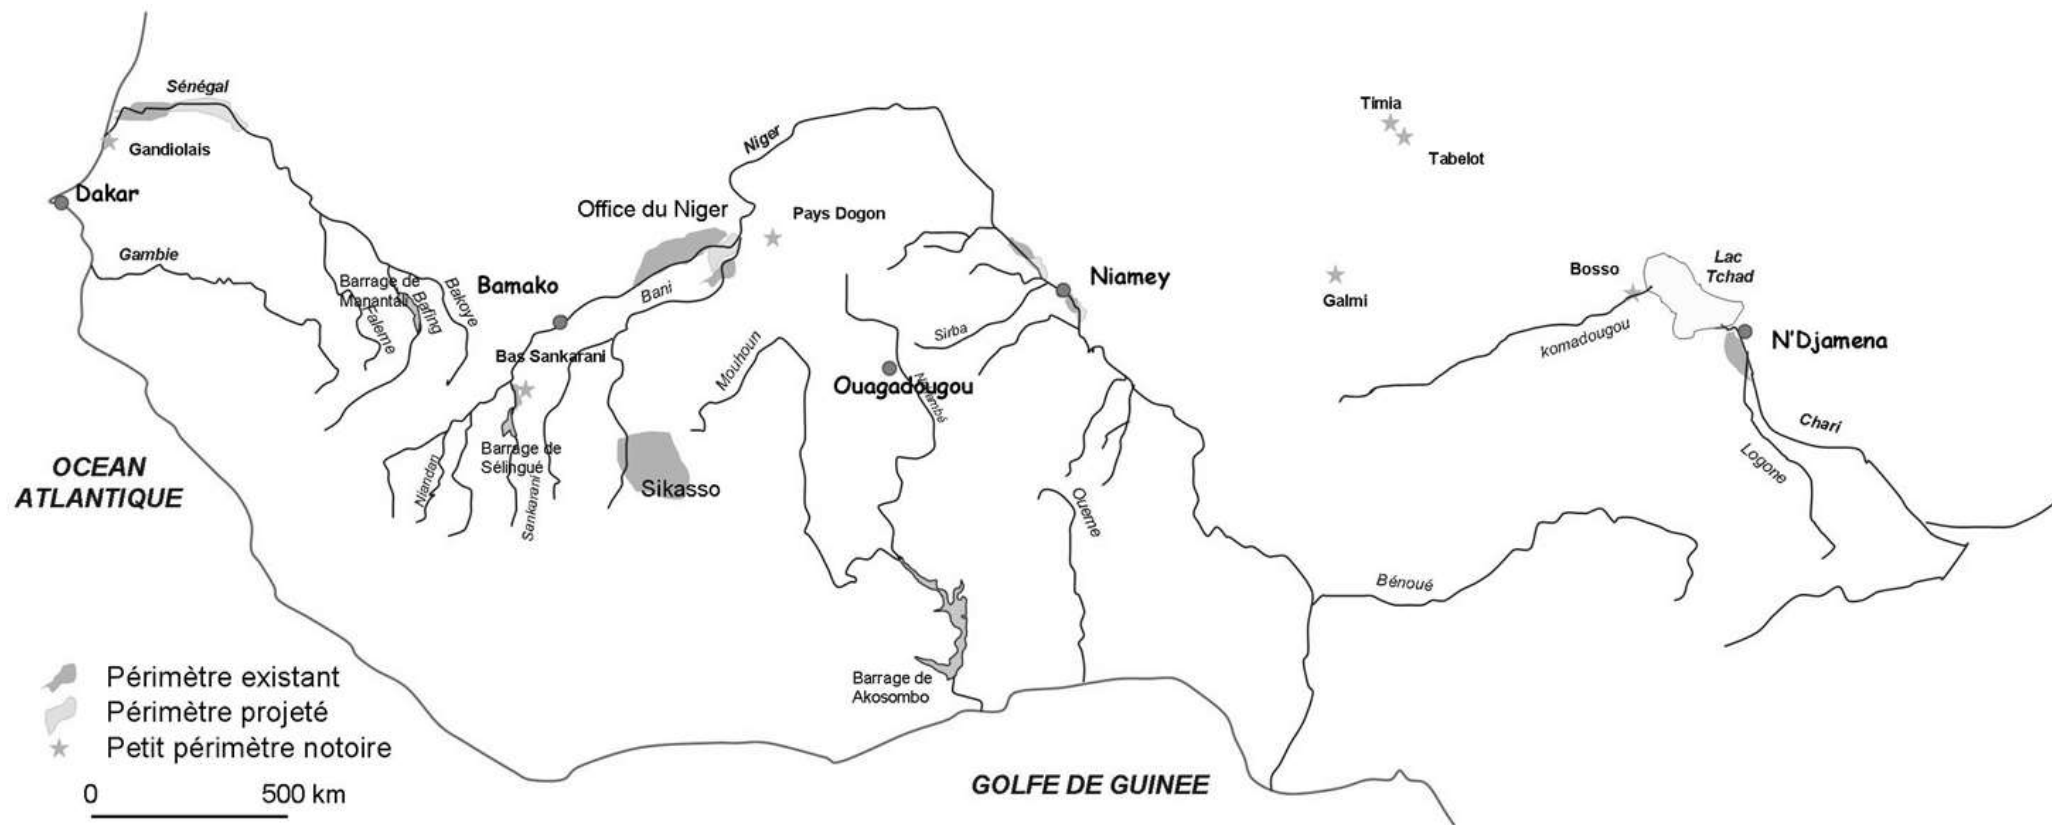 Sénégal
Gandiolais
Dakar
Gambie
Barrage de
Manantali
Faleme
Bafing
Bakoye
Niger
Office du Niger
Pays Dogon
Bamako
Bani
Bas Sankarani
Mouhoun
Barrage de
Sélingué
Niandan
Sankarani
Sikasso
Niamey
Sirba
Ouagadougou
Oueme
Timia
Tabelot
Galmi
Bosso
Lac
Tchad
komadougou
N'Djamena
Chari
Logone
Bénoué
OCEAN
ATLANTIQUE
Barrage de
Akosombo
GOLFE DE GUINEE
Périmètre existant
Périmètre projeté
Petit périmètre notoire
0 500 km